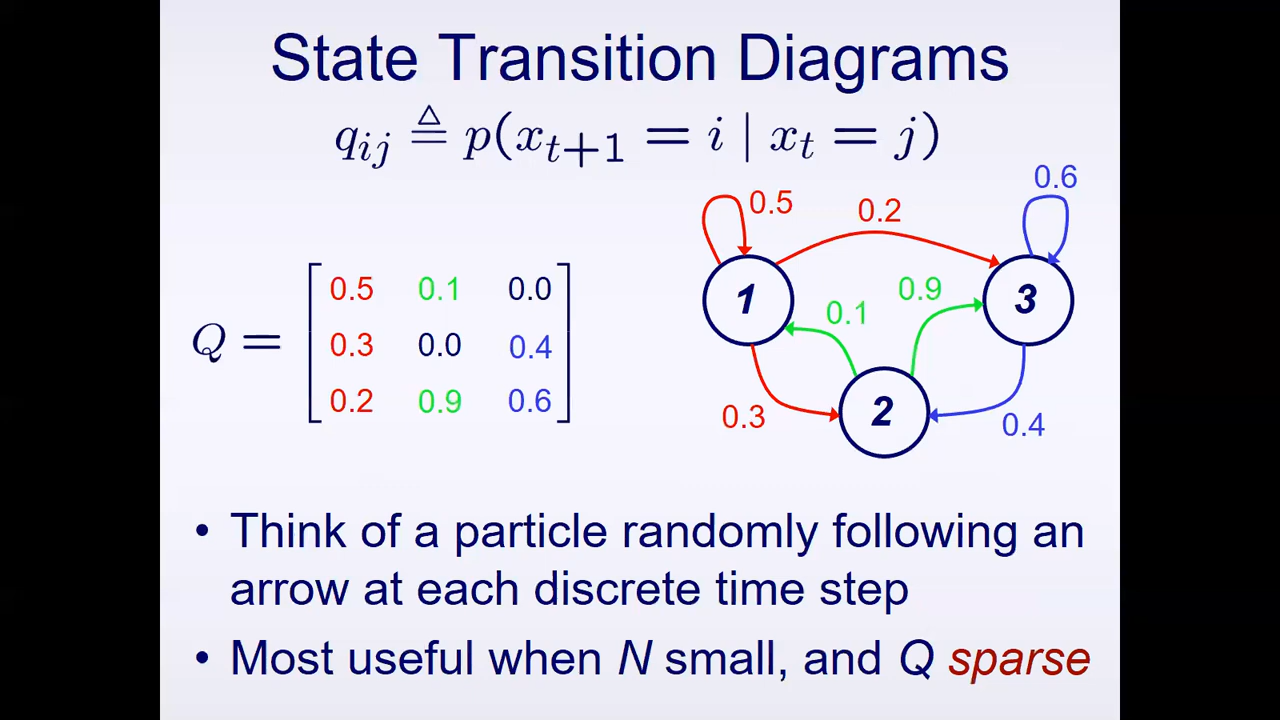 State Transition Diagrams
q_{ij} ≜ p(x_{t+1} = i | x_t = j)
Q = [ 0.5 0.1 0.0
0.3 0.0 0.4
0.2 0.9 0.6 ]
0.6
0.5 0.2
1 0.1 0.9 3
0.3 2 0.4
• Think of a particle randomly following an
arrow at each discrete time step
• Most useful when N small, and Q sparse